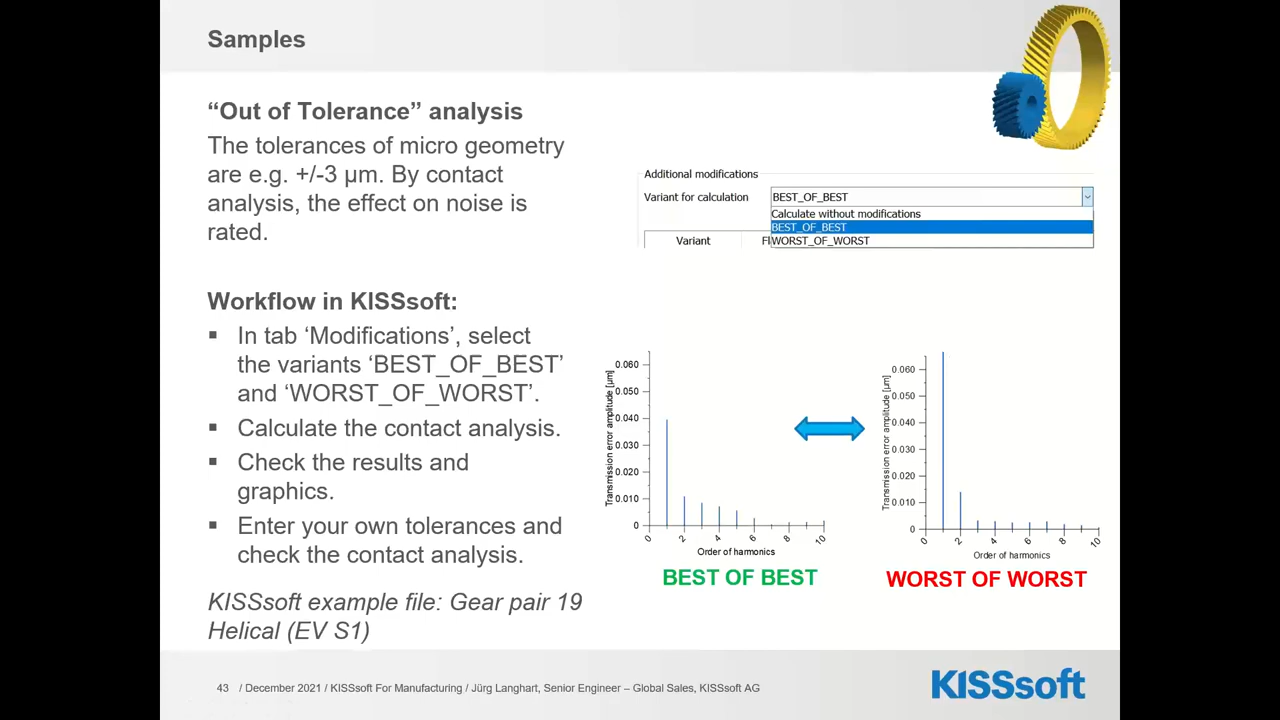 Samples
“Out of Tolerance” analysis
The tolerances of micro geometry
are e.g. +/-3 µm. By contact
analysis, the effect on noise is
rated.
Workflow in KISSsoft:
▪ In tab ‘Modifications’, select
the variants ‘BEST_OF_BEST’
and ‘WORST_OF_WORST’.
▪ Calculate the contact analysis.
▪ Check the results and
graphics.
▪ Enter your own tolerances and
check the contact analysis.
KISSsoft example file: Gear pair 19
Helical (EV S1)
Additional modifications
Variant for calculation
BEST_OF_BEST
Calculate without modifications
BEST_OF_BEST
WORST_OF_WORST
Variant
Transmission error amplitude [µm]
0.060
0.050
0.040
0.030
0.020
0.010
0
0 2 4 6 8 10
Order of harmonics
BEST OF BEST
Transmission error amplitude [µm]
0.060
0.050
0.040
0.030
0.020
0.010
0
0 2 4 6 8 10
Order of harmonics
WORST OF WORST
43 / December 2021 / KISSsoft For Manufacturing / Jürg Langhart, Senior Engineer – Global Sales, KISSsoft AG
KISSsoft